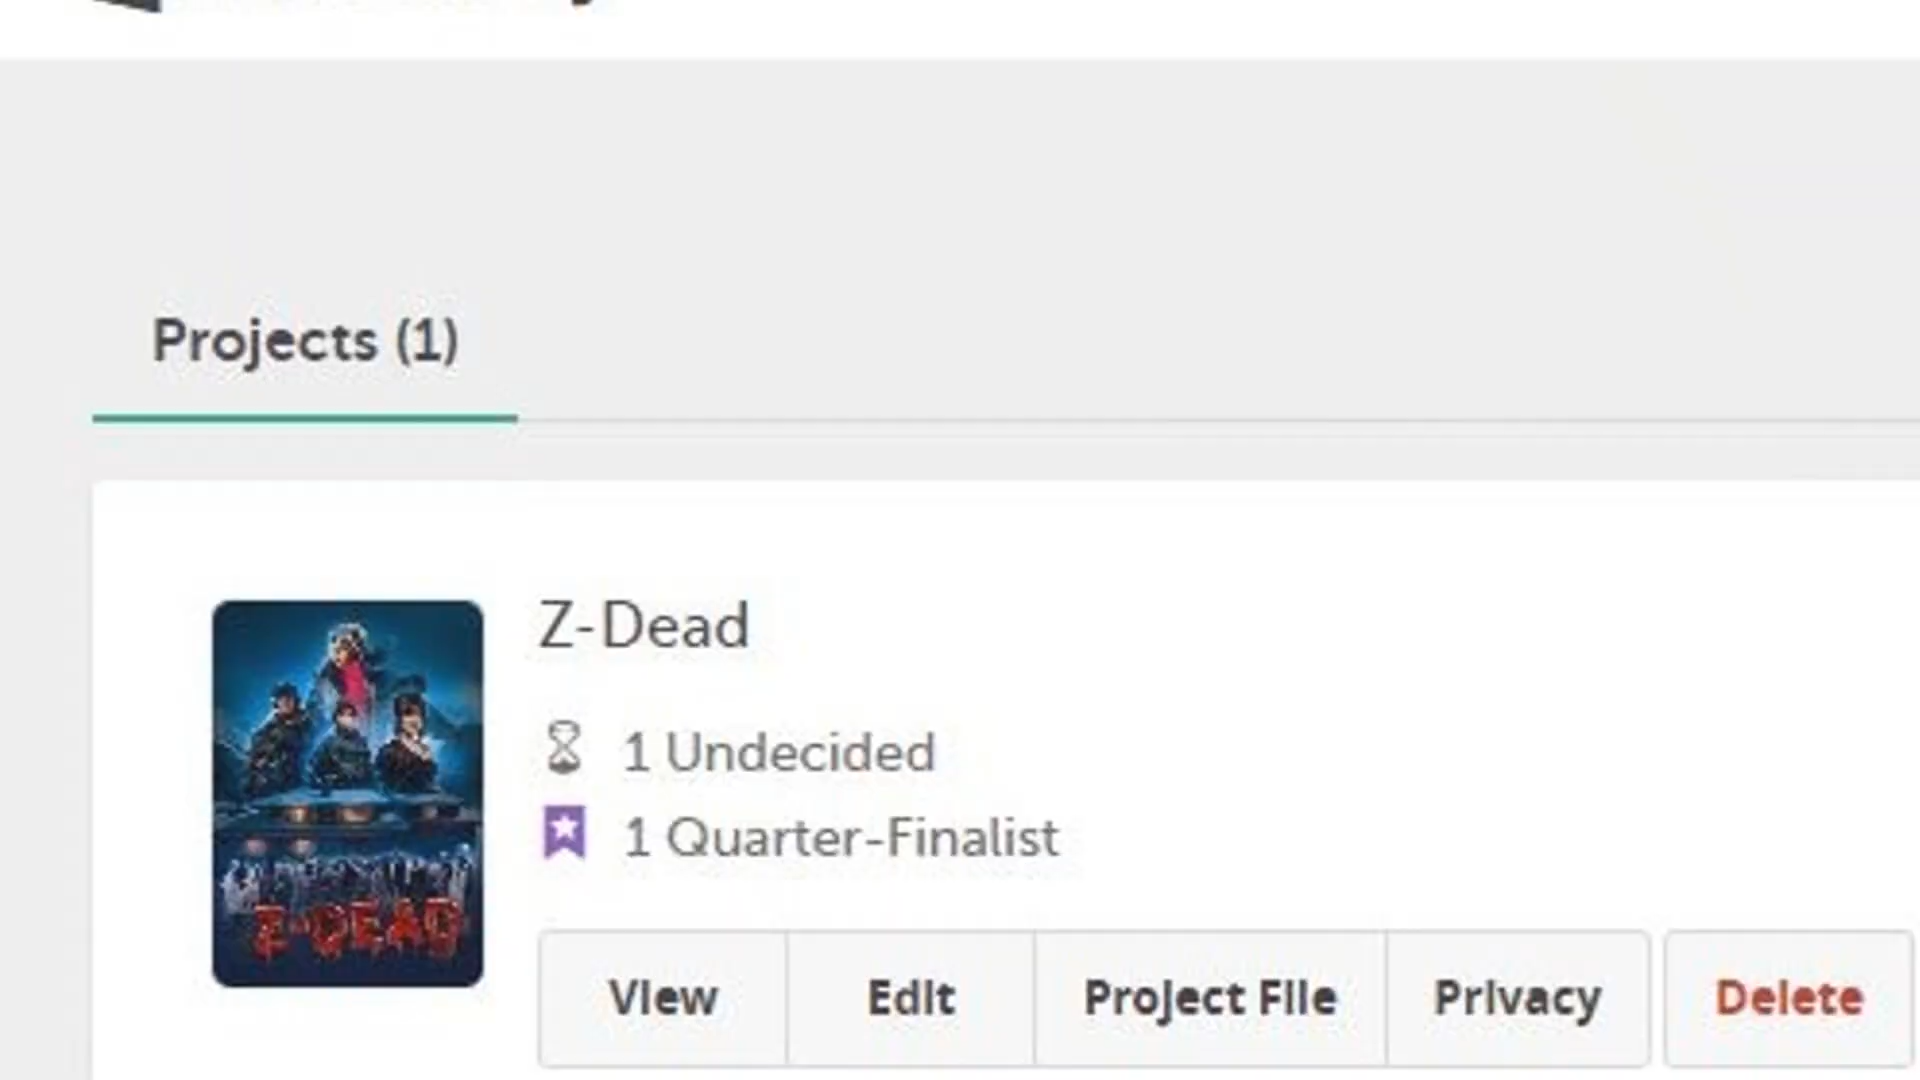 Projects (1)
Z-Dead
1 Undecided
1 Quarter-Finalist
Z-DEAD
View
Edit
Project File
Privacy
Delete